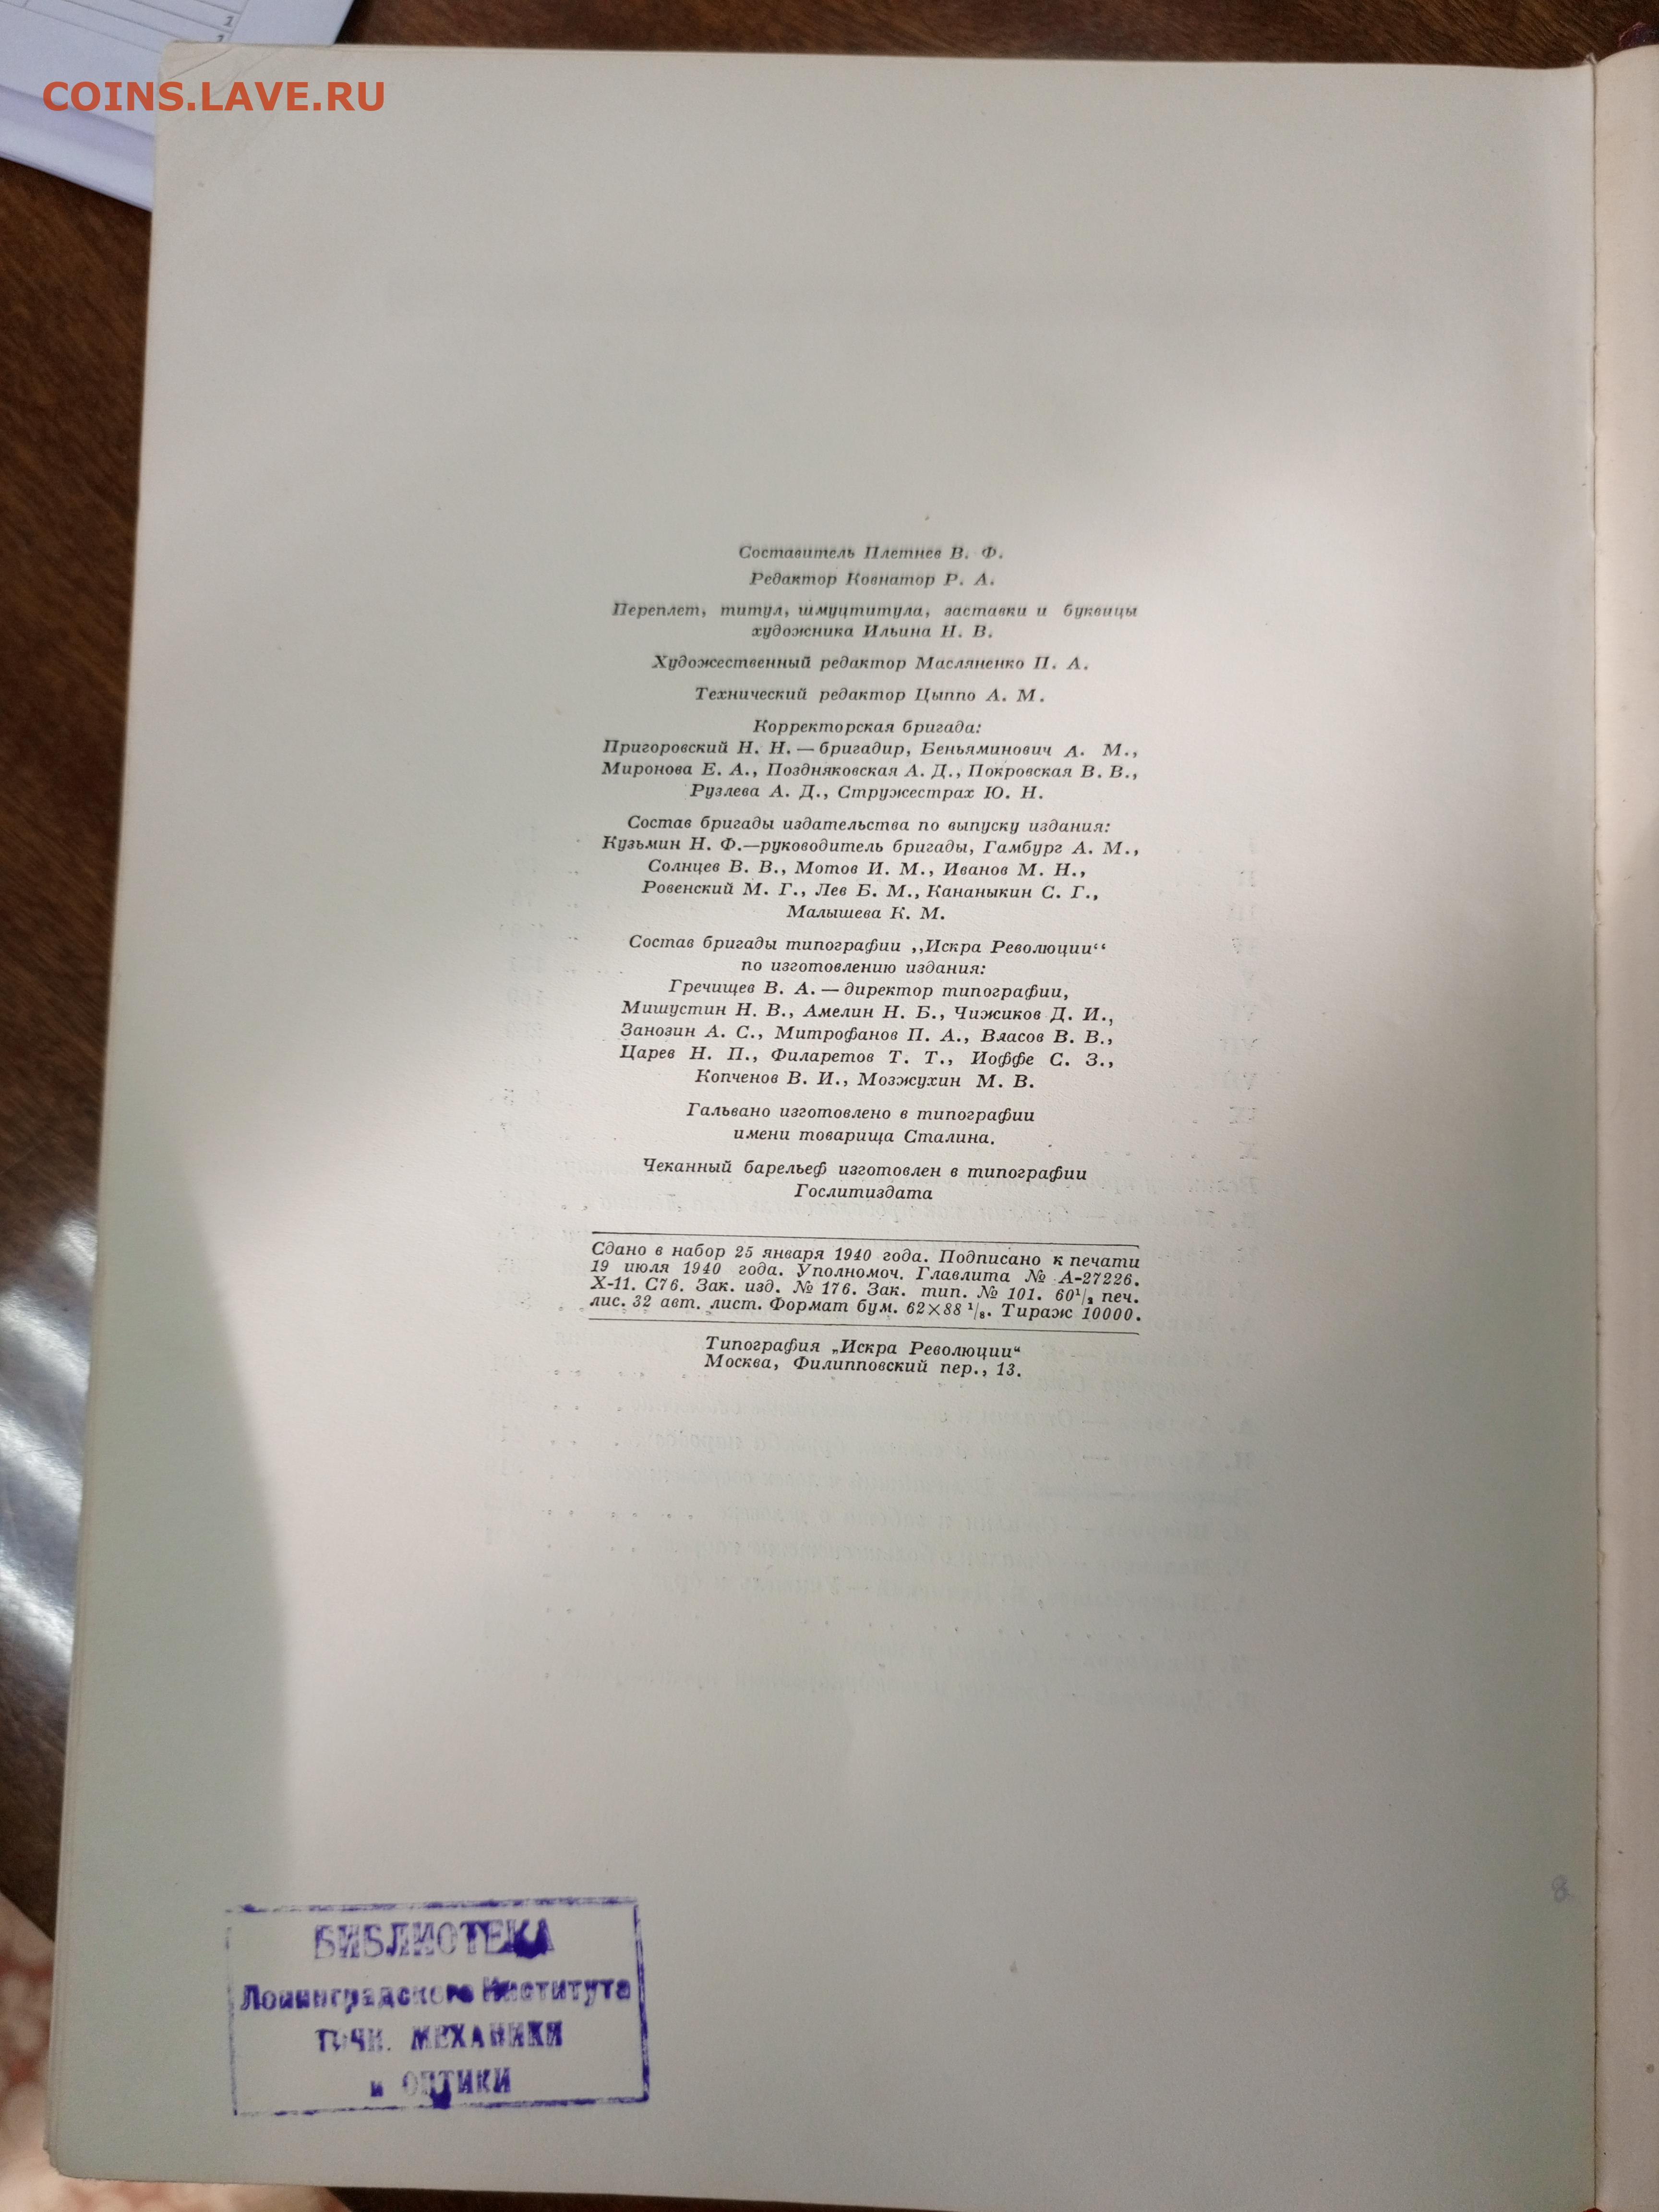 COINS.LAVE.RU
Составитель Плетнев В. Ф.
Редактор Ковнатор Р. А.
Переплет, титул, шмуцтитула, заставки и буквицы
художника Ильина Н. В.
Художественный редактор Масляненко П. А.
Технический редактор Цыппо А. М.
Корректорская бригада:
Пригоровский Н. Н. — бригадир, Беньяминович А. М.,
Миронова Е. А., Поздняковская А. Д., Покровская В. В.,
Рузлева А. Д., Стружестрах Ю. Н.
Состав бригады издательства по выпуску издания:
Кузьмин Н. Ф.—руководитель бригады, Гамбург А. М.,
Солнцев В. В., Мотов И. М., Иванов М. Н.,
Ровенский М. Г., Лев Б. М., Кананыкин С. Г.,
Малышева К. М.
Состав бригады типографии ,,Искра Революции“
по изготовлению издания:
Гречищев В. А. — директор типографии,
Мишустин Н. В., Амелин Н. Б., Чижиков Д. И.,
Занозин А. С., Митрофанов П. А., Власов В. В.,
Царев Н. П., Филаретов Т. Т., Иоффе С. З.,
Копченов В. И., Мозжухин М. В.
Гальвано изготовлено в типографии
имени товарища Сталина.
Чеканный барельеф изготовлен в типографии
Гослитиздата
Сдано в набор 25 января 1940 года. Подписано к печати
19 июля 1940 года. Уполномоч. Главлита № А-27226.
Х-11. С76. Зак. изд. № 176. Зак. тип. № 101. 60¹/₂ печ.
лис. 32 авт. лист. Формат бум. 62×88 ¹/₈. Тираж 10000.
Типография „Искра Революции“
Москва, Филипповский пер., 13.
БИБЛИОТЕКА
Ленинградского Института
ТОЧН. МЕХАНИКИ
и ОПТИКИ
8